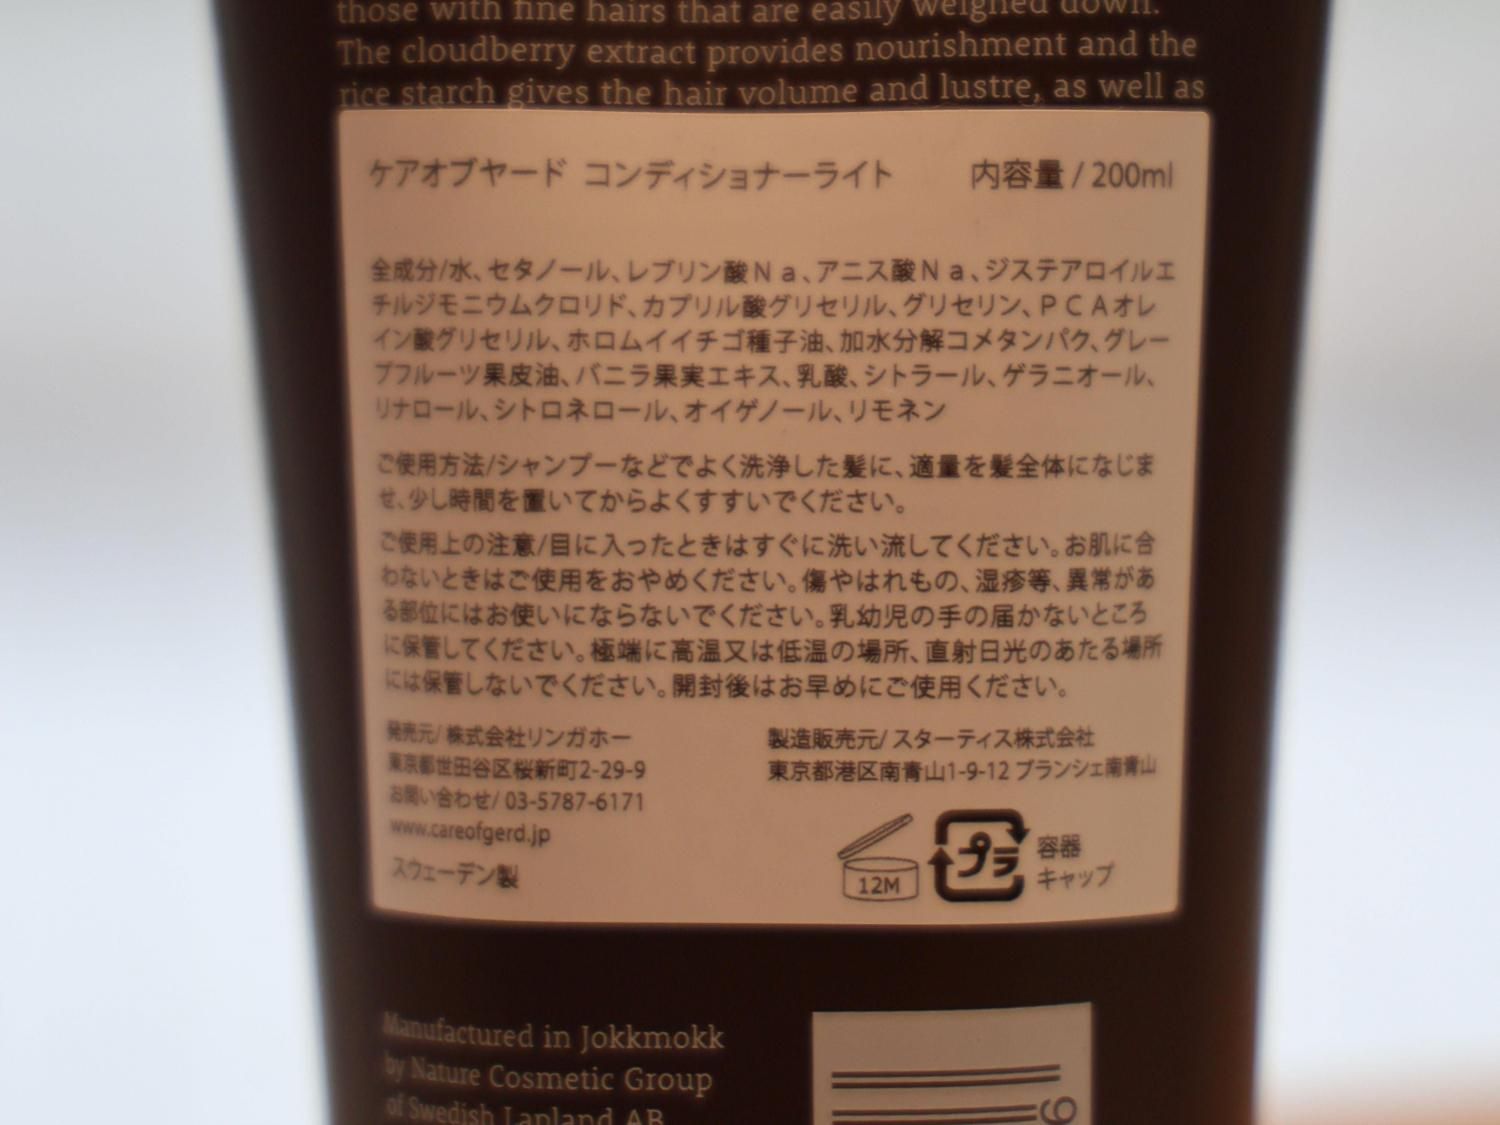 those with fine hairs that are easily weighed down.
The cloudberry extract provides nourishment and the
rice starch gives the hair volume and lustre, as well as
ケアオブヤード コンディショナーライト 内容量 / 200ml
全成分/水、セタノール、レブリン酸Ｎａ、アニス酸Ｎａ、ジステアロイルエ
チルジモニウムクロリド、カプリル酸グリセリル、グリセリン、ＰＣＡオレ
イン酸グリセリル、ホロムイイチゴ種子油、加水分解コメタンパク、グレー
プフルーツ果皮油、バニラ果実エキス、乳酸、シトラール、ゲラニオール、
リナロール、シトロネロール、オイゲノール、リモネン
ご使用方法/シャンプーなどでよく洗浄した髪に、適量を髪全体になじま
せ、少し時間を置いてからよくすすいでください。
ご使用上の注意/目に入ったときはすぐに洗い流してください。お肌に合
わないときはご使用をおやめください。傷やはれもの、湿疹等、異常があ
る部位にはお使いにならないでください。乳幼児の手の届かないところ
に保管してください。極端に高温又は低温の場所、直射日光のあたる場所
には保管しないでください。開封後はお早めにご使用ください。
発売元/ 株式会社リンガホー
東京都世田谷区桜新町2-29-9
お問い合わせ/ 03-5787-6171
www.careofgerd.jp
スウェーデン製
製造販売元/ スターティス株式会社
東京都港区南青山1-9-12 ブランシェ南青山
12M
プラ
容器
キャップ
Manufactured in Jokkmokk
by Nature Cosmetic Group
of Swedish Lapland AB